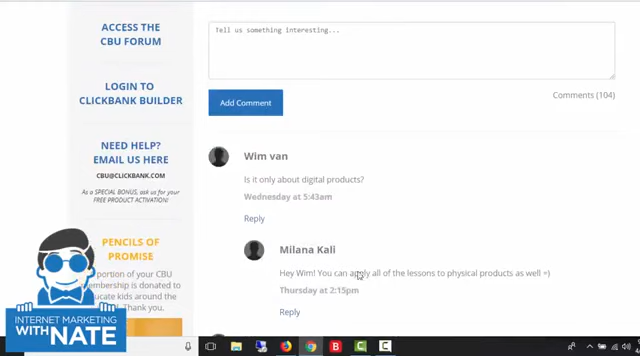 ACCESS THE
CBU FORUM
LOGIN TO
CLICKBANK BUILDER
NEED HELP?
EMAIL US HERE
CBU@CLICKBANK.COM
As a SPECIAL BONUS, ask us for your
FREE PRODUCT ACTIVATION!
PENCILS OF
PROMISE
portion of your CBU
membership is donated to
educate kids around the
Thank you.
INTERNET MARKETING
WITH NATE
Tell us something interesting...
Add Comment
Comments (104)
Wim van
Is it only about digital products?
Wednesday at 5:43am
Reply
Milana Kali
Hey Wim! You can apply all of the lessons to physical products as well =)
Thursday at 2:15pm
Reply